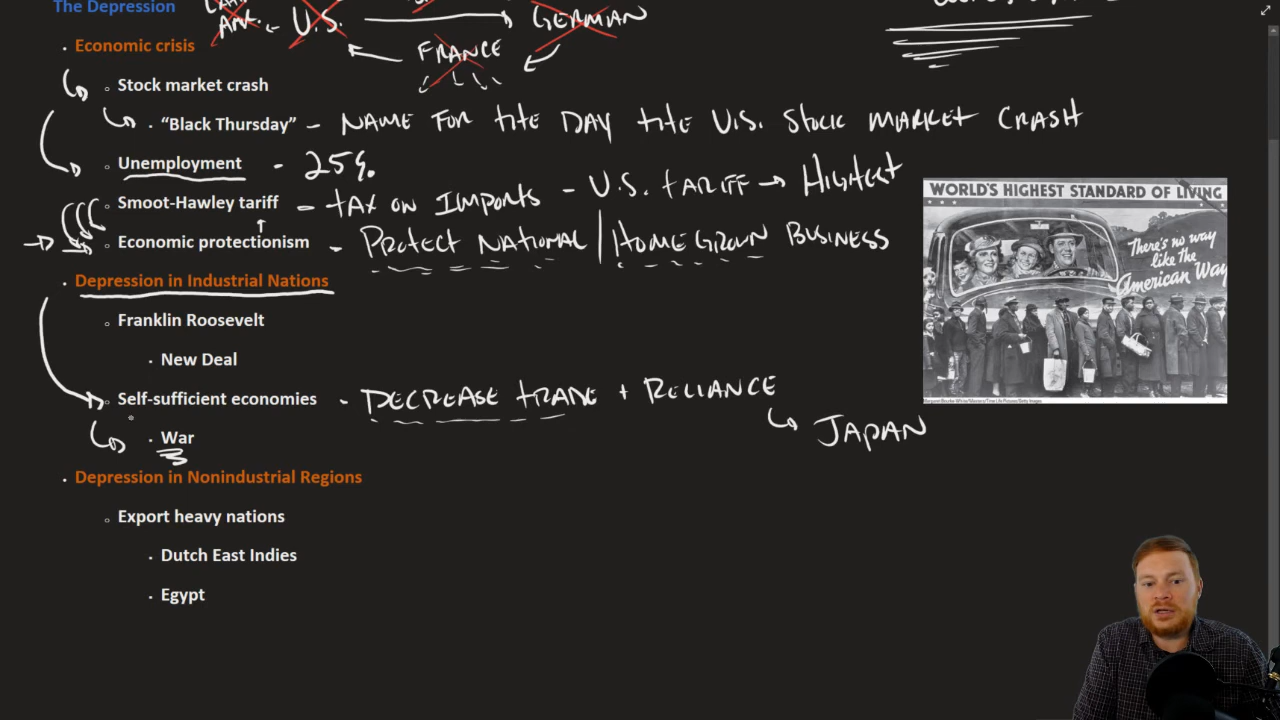 The Depression
U.S.
GERMAN
FRANCE
Economic crisis
Stock market crash
"Black Thursday" - NAME FOR THE DAY THE U.S. STOCK MARKET CRASH
Unemployment - 25%
Smoot-Hawley tariff - TAX ON IMPORTS - U.S. TARIFF → HIGHEST
Economic protectionism - PROTECT NATIONAL / HOMEGROWN BUSINESS
WORLD'S HIGHEST STANDARD OF LIVING
There's no way
like the
American Way
Depression in Industrial Nations
Franklin Roosevelt
New Deal
Self-sufficient economies - DECREASE TRADE + RELIANCE
JAPAN
War
Depression in Nonindustrial Regions
Export heavy nations
Dutch East Indies
Egypt